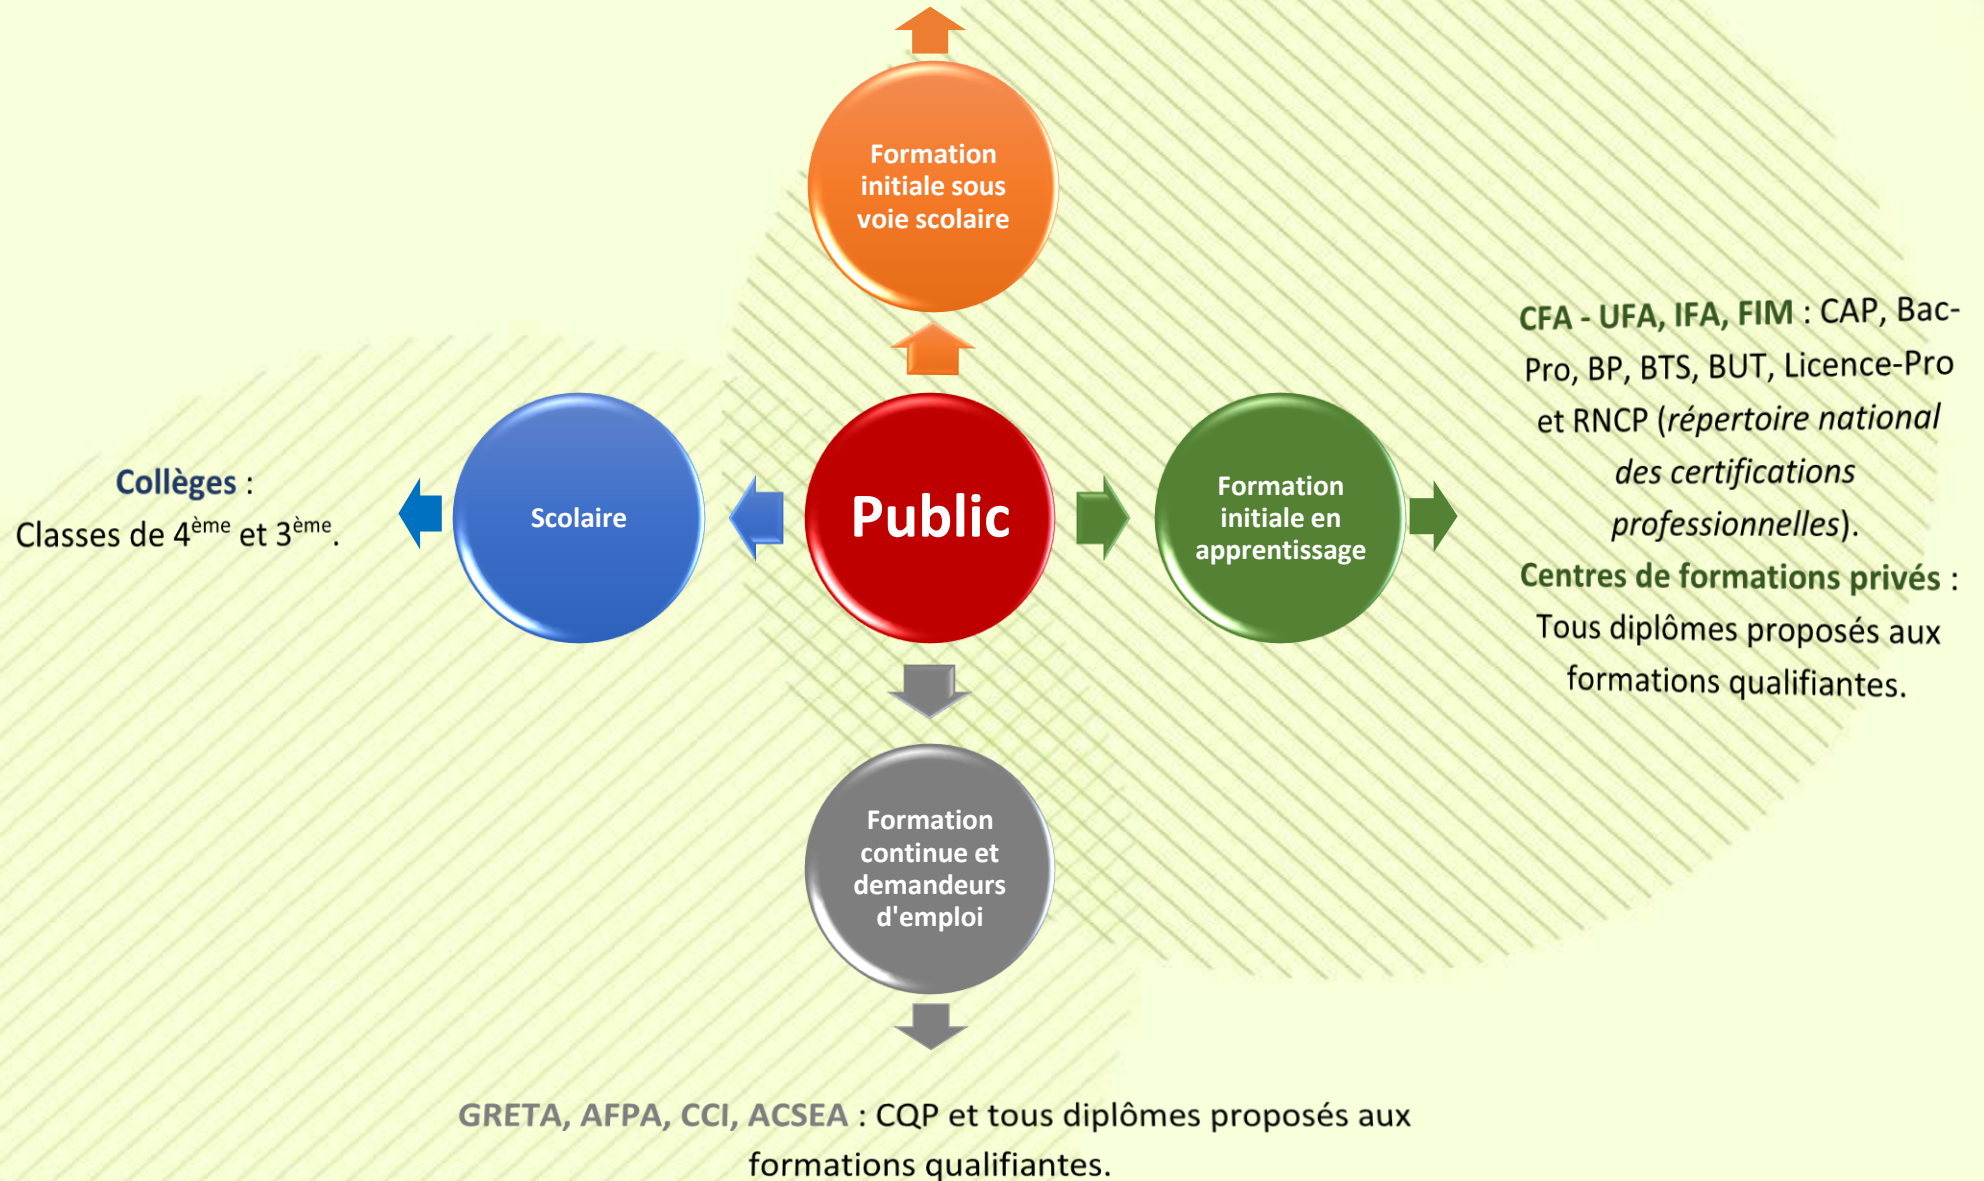 Formation
initiale sous
voie scolaire
Collèges :
Classes de 4ème et 3ème.
Scolaire
Public
Formation
initiale en
apprentissage
CFA - UFA, IFA, FIM : CAP, Bac-
Pro, BP, BTS, BUT, Licence-Pro
et RNCP (répertoire national
des certifications
professionnelles).
Centres de formations privés :
Tous diplômes proposés aux
formations qualifiantes.
Formation
continue et
demandeurs
d'emploi
GRETA, AFPA, CCI, ACSEA : CQP et tous diplômes proposés aux
formations qualifiantes.